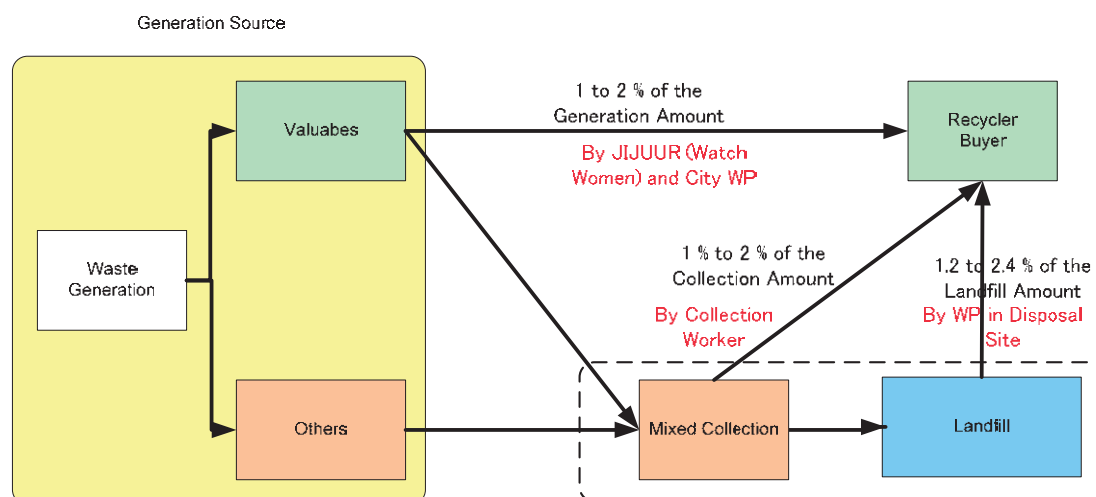 Generation Source
Valuabes
1 to 2 % of the
Generation Amount
By JIJUUR (Watch
Women) and City WP
Recycler
Buyer
Waste
Generation
1 % to 2 % of the
Collection Amount
By Collection
Worker
1.2 to 2.4 % of the
Landfill Amount
By WP in Disposal
Site
Others
Mixed Collection
Landfill